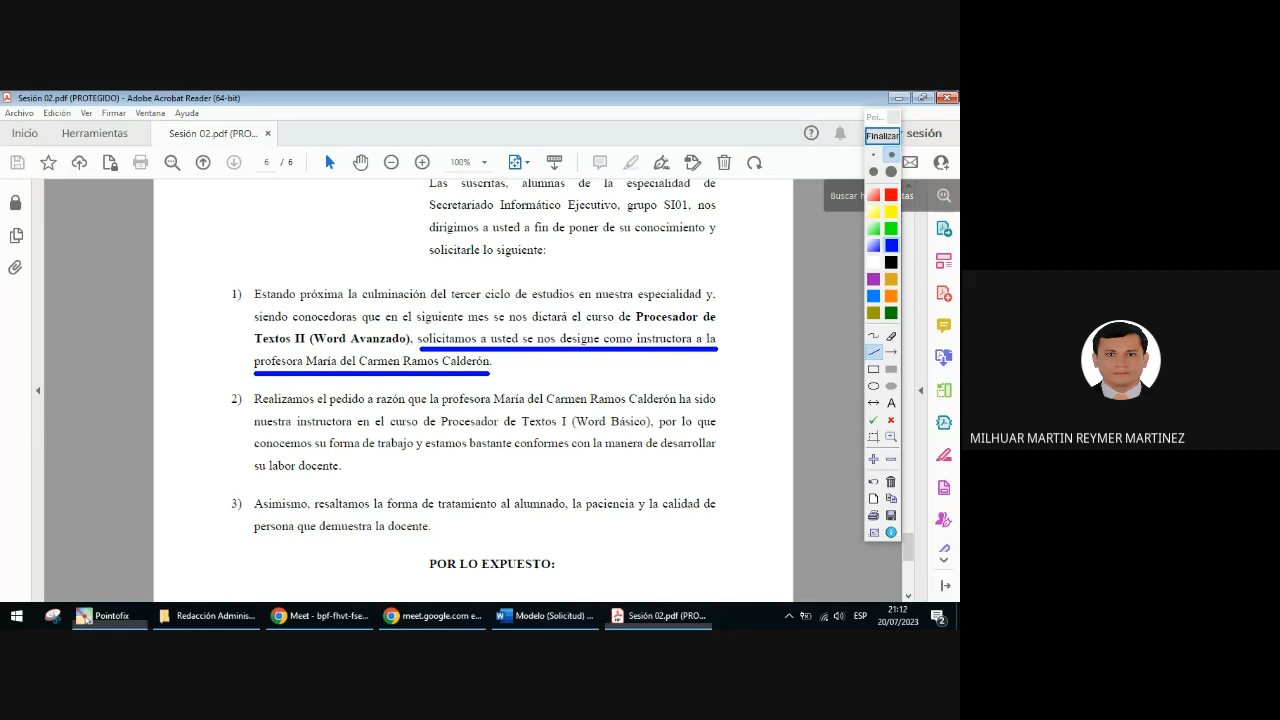 Sesión 02.pdf (PROTEGIDO) - Adobe Acrobat Reader (64-bit)
Archivo Edición Ver Firmar Ventana Ayuda
Inicio Herramientas Sesión 02.pdf (PRO... × sesión
6 / 6 100%
Poi...
Finalizar
Buscar
Las suscritas, alumnas de la especialidad de
Secretariado Informático Ejecutivo, grupo SI01, nos
dirigimos a usted a fin de poner de su conocimiento y
solicitarle lo siguiente:
1) Estando próxima la culminación del tercer ciclo de estudios en nuestra especialidad y,
siendo conocedoras que en el siguiente mes se nos dictará el curso de Procesador de
Textos II (Word Avanzado), solicitamos a usted se nos designe como instructora a la
profesora María del Carmen Ramos Calderón.
2) Realizamos el pedido a razón que la profesora María del Carmen Ramos Calderón ha sido
nuestra instructora en el curso de Procesador de Textos I (Word Básico), por lo que
conocemos su forma de trabajo y estamos bastante conformes con la manera de desarrollar
su labor docente.
3) Asimismo, resaltamos la forma de tratamiento al alumnado, la paciencia y la calidad de
persona que demuestra la docente.
POR LO EXPUESTO:
MILHUAR MARTIN REYMER MARTINEZ
Pointofix Redacción Adminis... Meet - bpf-fhvt-fse... meet.google.com e... Modelo (Solicitud) ... Sesión 02.pdf (PRO... ESP
21:12
20/07/2023
2